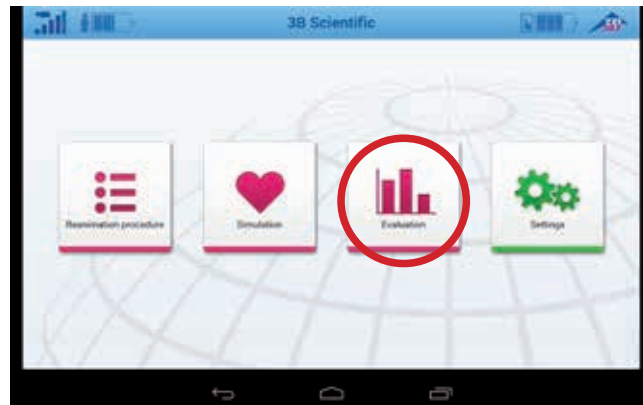 3B Scientific
Reanimation procedure
Simulation
Evaluation
Settings